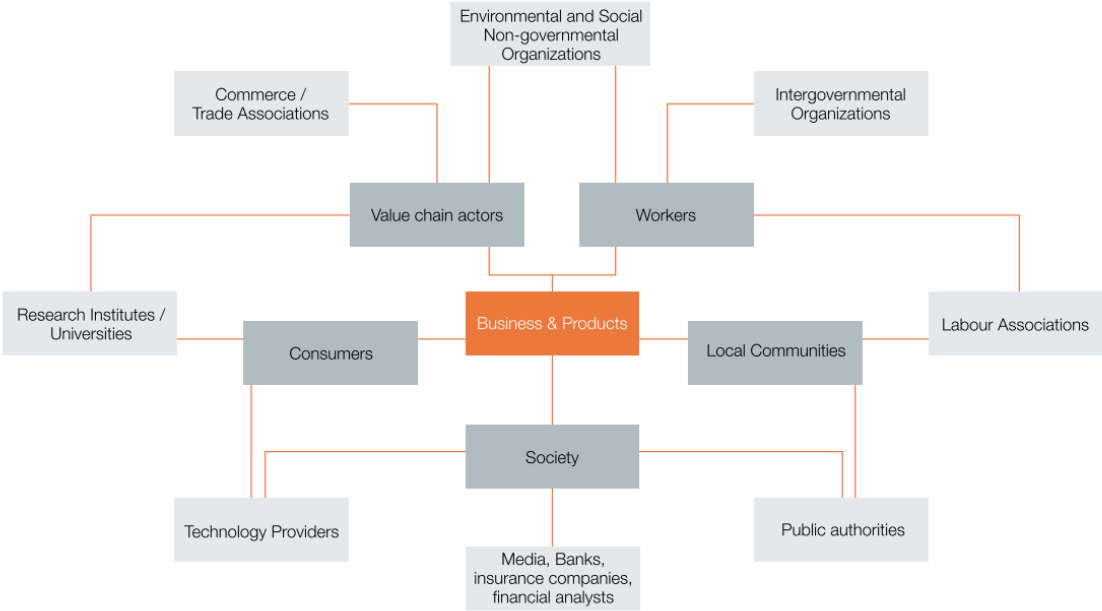 Environmental and Social
Non-governmental
Organizations
Commerce /
Trade Associations
Intergovernmental
Organizations
Value chain actors
Workers
Research Institutes /
Universities
Business & Products
Labour Associations
Consumers
Local Communities
Society
Technology Providers
Public authorities
Media, Banks,
insurance companies,
financial analysts